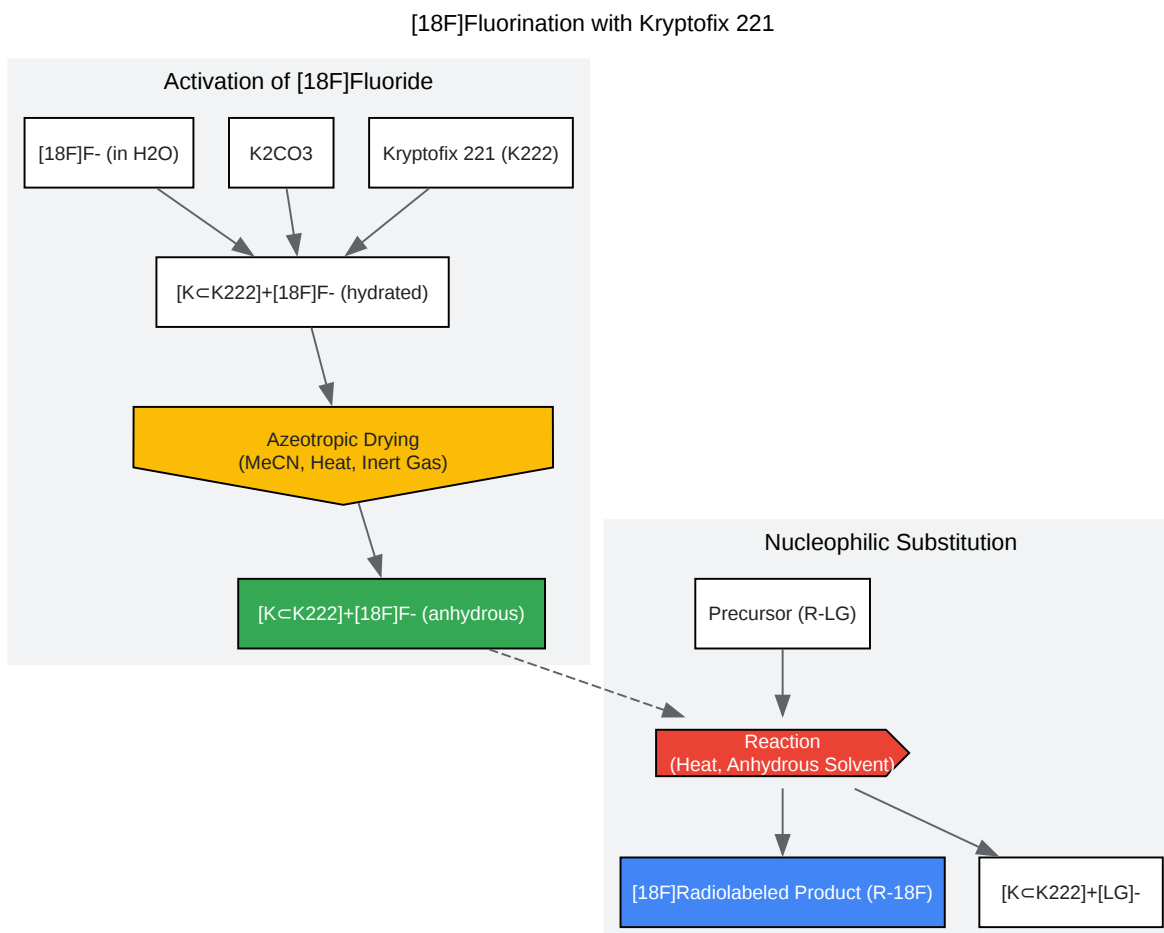 [18F]Fluorination with Kryptofix 221
Activation of [18F]Fluoride
[18F]F- (in H2O)
K2CO3
Kryptofix 221 (K222)
[K⊂K222]+[18F]F- (hydrated)
Azeotropic Drying
(MeCN, Heat, Inert Gas)
[K⊂K222]+[18F]F- (anhydrous)
Nucleophilic Substitution
Precursor (R-LG)
Reaction
(Heat, Anhydrous Solvent)
[18F]Radiolabeled Product (R-18F)
[K⊂K222]+[LG]-